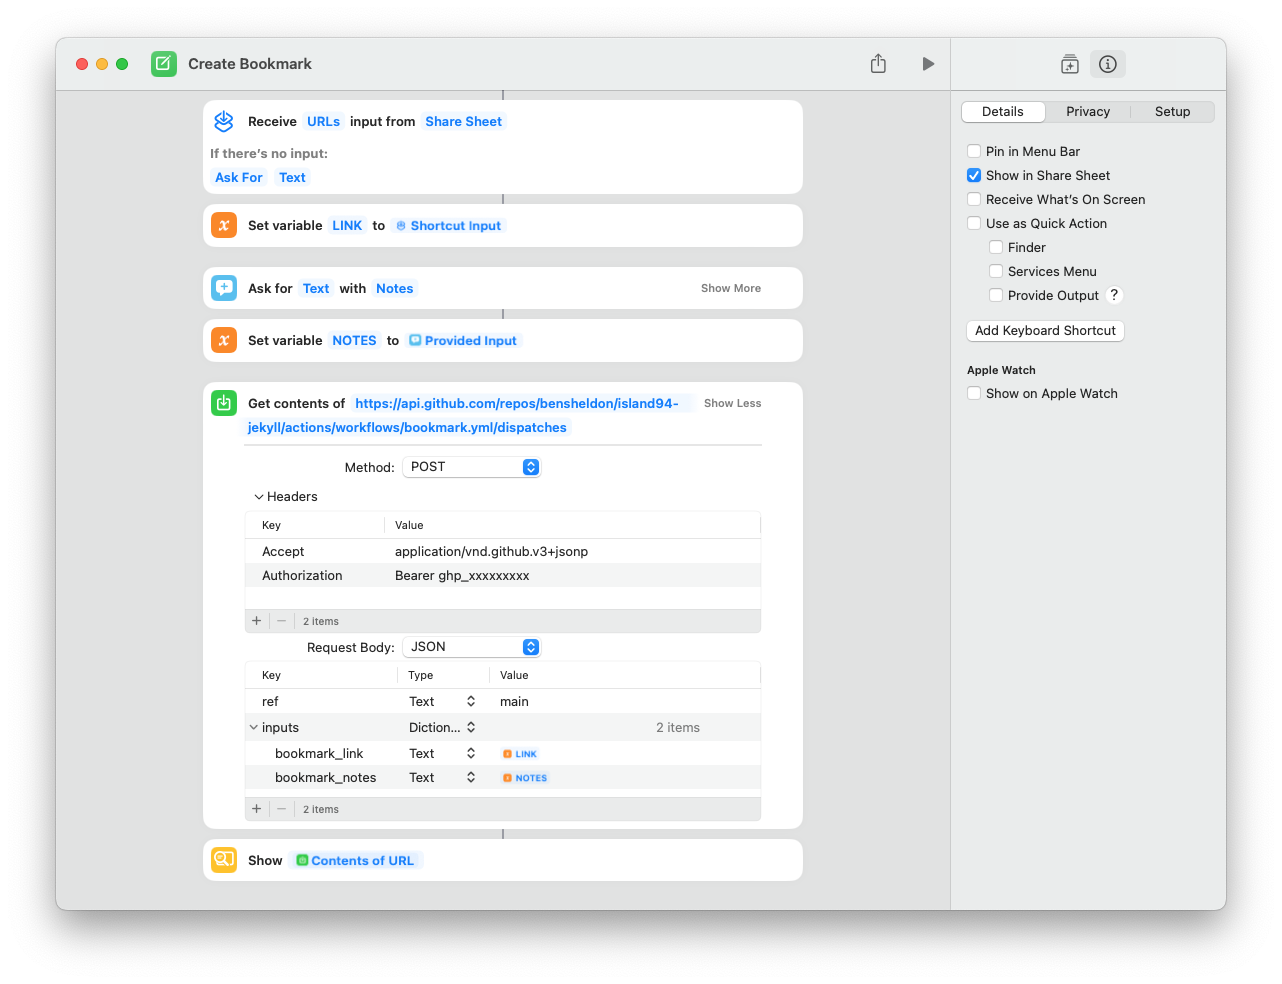 Create Bookmark
Receive URLs input from Share Sheet
If there's no input:
Ask For Text
Set variable LINK to Shortcut Input
Ask for Text with Notes Show More
Set variable NOTES to Provided Input
Get contents of https://api.github.com/repos/bensheldon/island94- Show Less
jekyll/actions/workflows/bookmark.yml/dispatches
Method: POST
Headers
Key Value
Accept application/vnd.github.v3+jsonp
Authorization Bearer ghp_xxxxxxxxx
+ − 2 items
Request Body: JSON
Key Type Value
ref Text main
inputs Diction... 2 items
bookmark_link Text LINK
bookmark_notes Text NOTES
+ − 2 items
Show Contents of URL
Details Privacy Setup
Pin in Menu Bar
Show in Share Sheet
Receive What's On Screen
Use as Quick Action
Finder
Services Menu
Provide Output ?
Add Keyboard Shortcut
Apple Watch
Show on Apple Watch